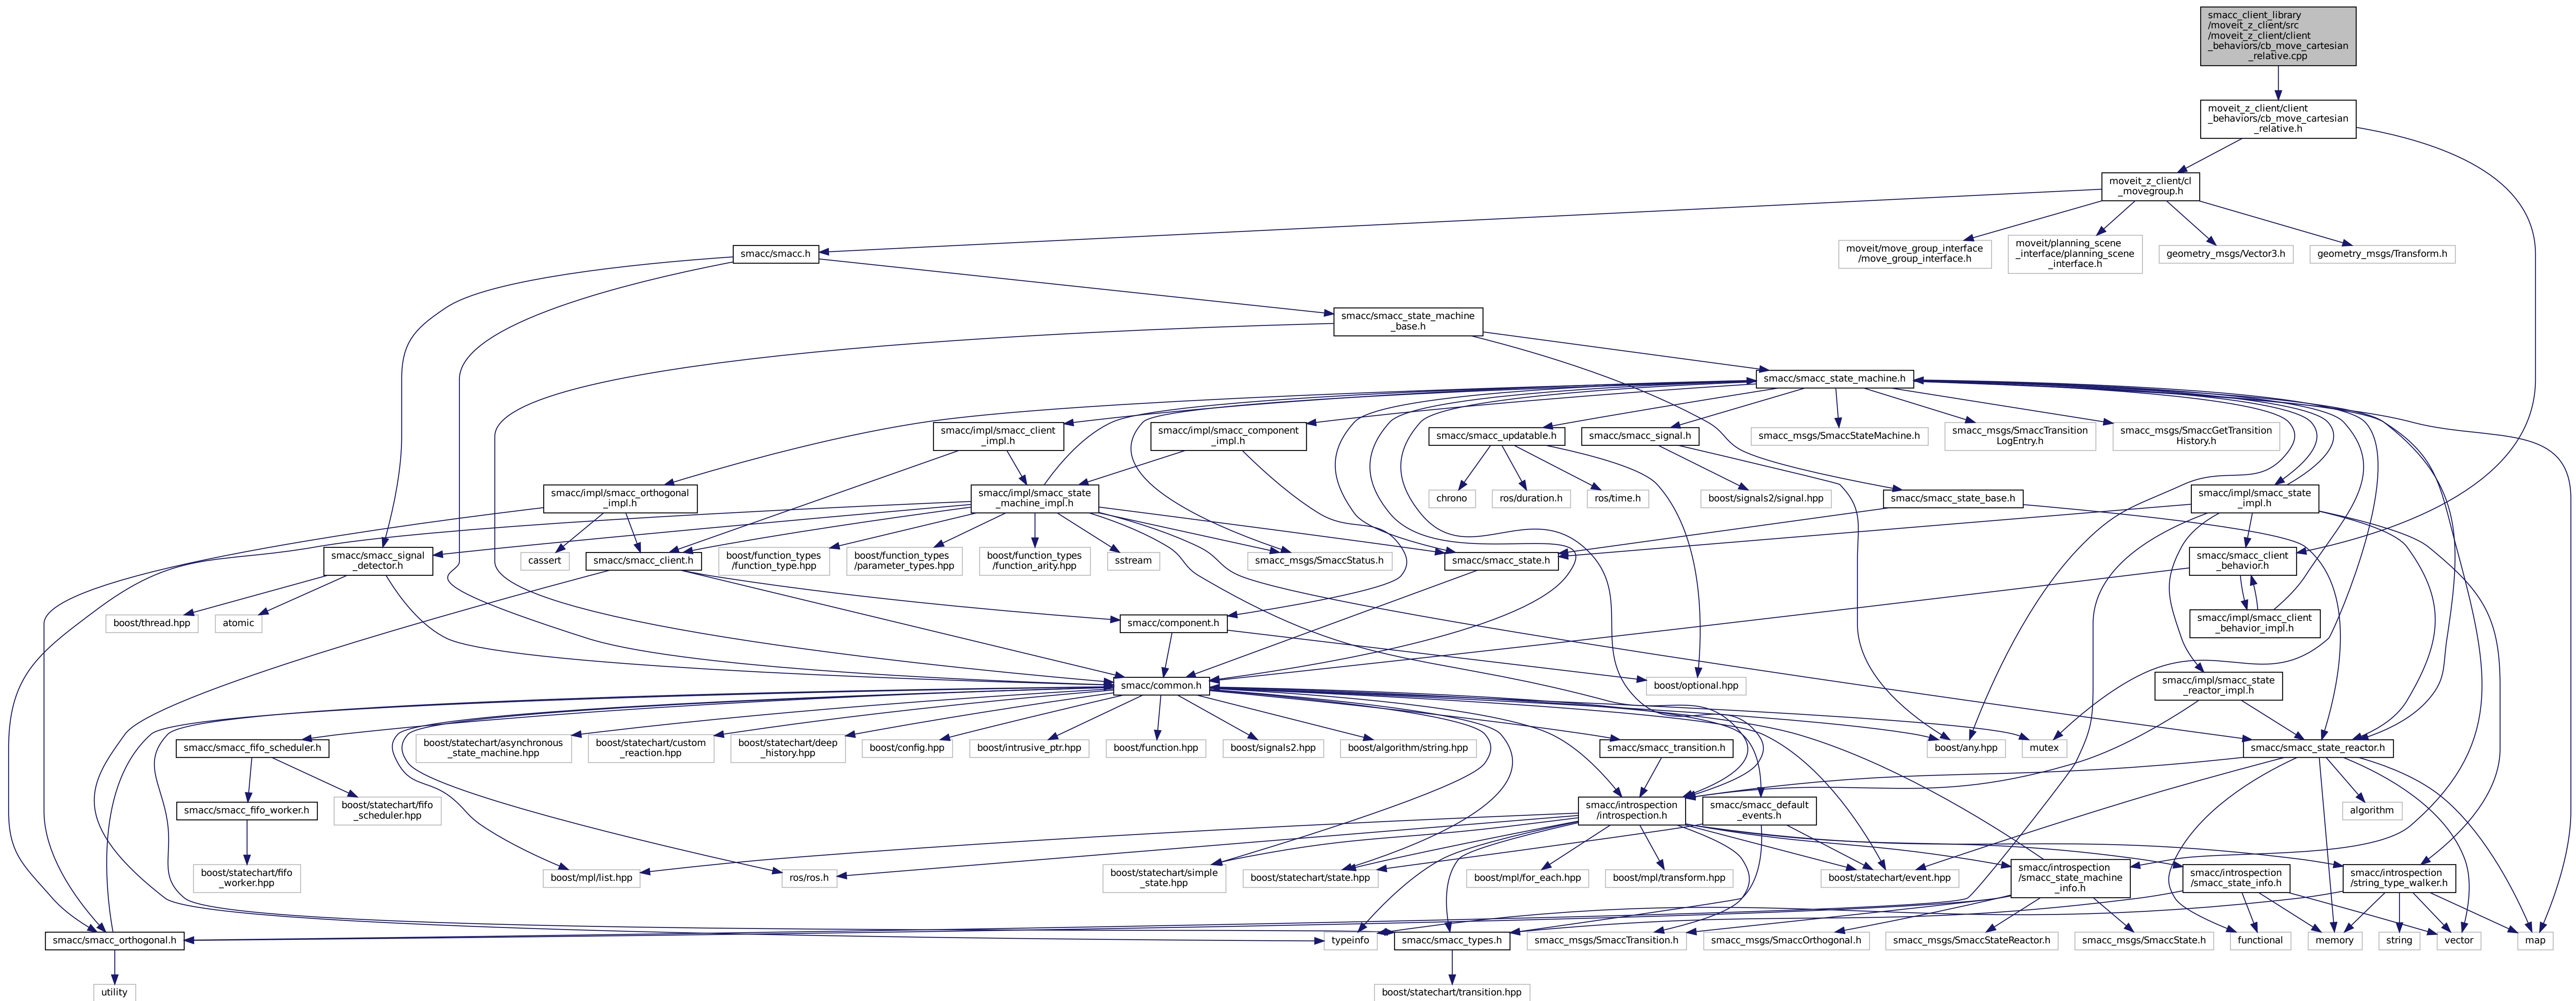 smacc_client_library
/moveit_z_client/src
/moveit_z_client/client
_behaviors/cb_move_cartesian
_relative.cpp
moveit_z_client/client
_behaviors/cb_move_cartesian
_relative.h
moveit_z_client/cl
_movegroup.h
smacc/smacc.h
moveit/move_group_interface
/move_group_interface.h
moveit/planning_scene
_interface/planning_scene
_interface.h
geometry_msgs/Vector3.h
geometry_msgs/Transform.h
smacc/smacc_state_machine
_base.h
smacc/smacc_state_machine.h
smacc/impl/smacc_client
_impl.h
smacc/impl/smacc_component
_impl.h
smacc/smacc_updatable.h
smacc/smacc_signal.h
smacc_msgs/SmaccStateMachine.h
smacc_msgs/SmaccTransition
LogEntry.h
smacc_msgs/SmaccGetTransition
History.h
smacc/impl/smacc_orthogonal
_impl.h
smacc/impl/smacc_state
_machine_impl.h
chrono
ros/duration.h
ros/time.h
boost/signals2/signal.hpp
smacc/smacc_state_base.h
smacc/impl/smacc_state
_impl.h
smacc/smacc_signal
_detector.h
cassert
smacc/smacc_client.h
boost/function_types
/function_type.hpp
boost/function_types
/parameter_types.hpp
boost/function_types
/function_arity.hpp
sstream
smacc_msgs/SmaccStatus.h
smacc/smacc_state.h
smacc/smacc_client
_behavior.h
boost/thread.hpp
atomic
smacc/component.h
smacc/impl/smacc_client
_behavior_impl.h
smacc/common.h
boost/optional.hpp
smacc/impl/smacc_state
_reactor_impl.h
smacc/smacc_fifo_scheduler.h
boost/statechart/asynchronous
_state_machine.hpp
boost/statechart/custom
_reaction.hpp
boost/statechart/deep
_history.hpp
boost/config.hpp
boost/intrusive_ptr.hpp
boost/function.hpp
boost/signals2.hpp
boost/algorithm/string.hpp
smacc/smacc_transition.h
boost/any.hpp
mutex
smacc/smacc_state_reactor.h
smacc/smacc_fifo_worker.h
boost/statechart/fifo
_scheduler.hpp
smacc/introspection
/introspection.h
smacc/smacc_default
_events.h
algorithm
boost/statechart/fifo
_worker.hpp
boost/mpl/list.hpp
ros/ros.h
boost/statechart/simple
_state.hpp
boost/statechart/state.hpp
boost/mpl/for_each.hpp
boost/mpl/transform.hpp
boost/statechart/event.hpp
smacc/introspection
/smacc_state_machine
_info.h
smacc/introspection
/smacc_state_info.h
smacc/introspection
/string_type_walker.h
smacc/smacc_orthogonal.h
typeinfo
smacc/smacc_types.h
smacc_msgs/SmaccTransition.h
smacc_msgs/SmaccOrthogonal.h
smacc_msgs/SmaccStateReactor.h
smacc_msgs/SmaccState.h
functional
memory
string
vector
map
utility
boost/statechart/transition.hpp